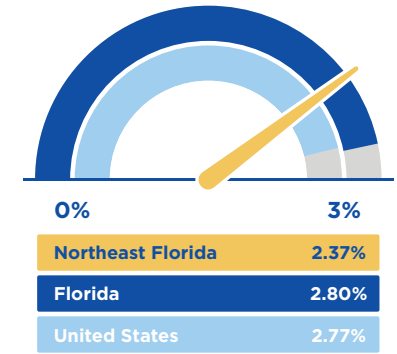 0% 3%
Northeast Florida 2.37%
Florida 2.80%
United States 2.77%